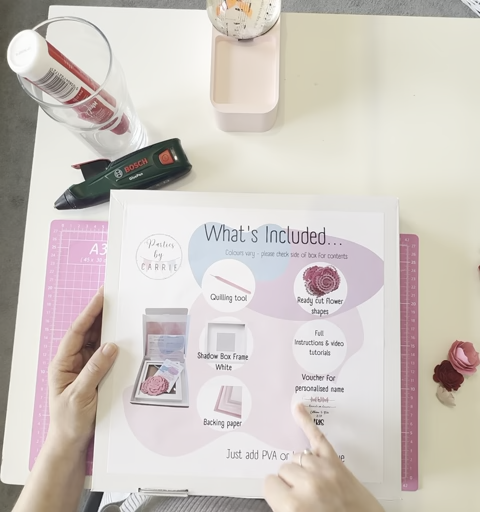 BOSCH
A3
Parties
by
CARRIE
What's Included...
Colours vary - please check side of box for contents
Quilling tool
Ready cut flower
shapes
Shadow Box Frame
White
Full
Instructions & video
tutorials
Voucher for
personalised name
Backing paper
Just add PVA or